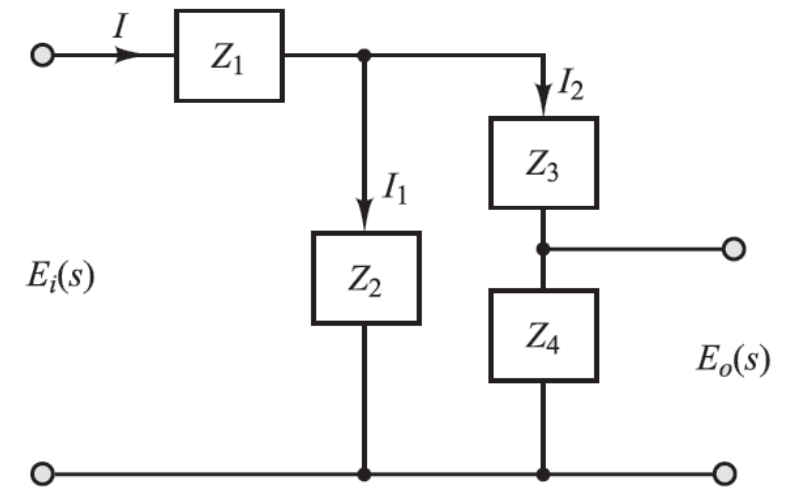 I
Z₁
I₂
Z₃
I₁
Eᵢ(s)
Z₂
Z₄
Eₒ(s)